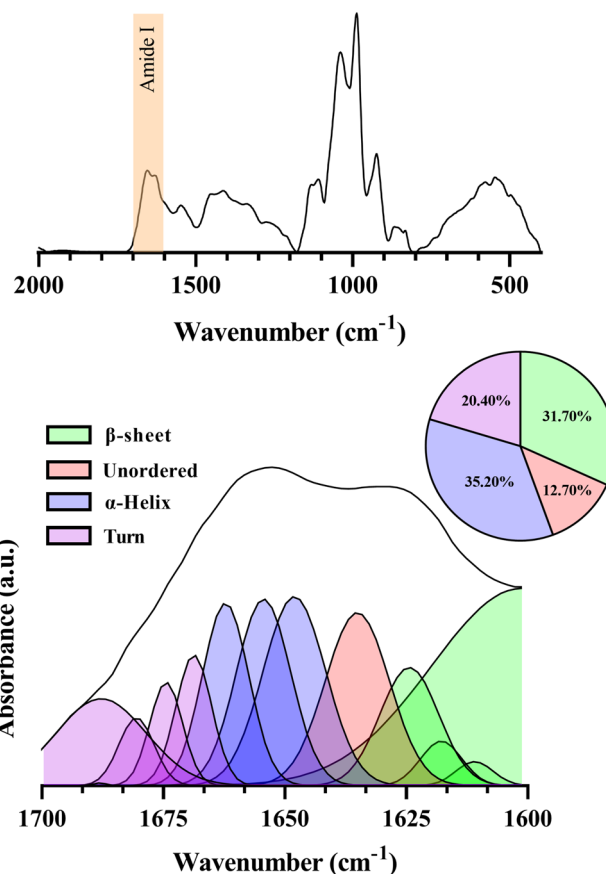 Amide I
2000 1500 1000 500
Wavenumber (cm-1)
20.40%
31.70%
35.20%
12.70%
β-sheet
Unordered
α-Helix
Turn
Absorbance (a.u.)
1700 1675 1650 1625 1600
Wavenumber (cm-1)